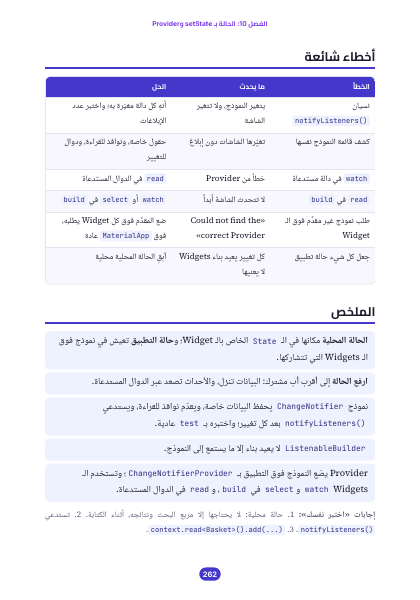 الفصل 10: الحالة بـ setState وProvider
أخطاء شائعة
الخطأ	ما يحدث	الحل
نسيان	يتغير النموذج، ولا تتغير	أنهِ كل دالة مغيّرة به؛ واختبر عدد
notifyListeners()	الشاشة	الإبلاغات
كشف قائمة النموذج نفسها	تغيّرها الشاشات دون إبلاغ	حقول خاصة، ونوافذ للقراءة، ودوال
للتغيير
watch في دالة مستدعاة	خطأ من Provider	read في الدوال المستدعاة
read في build	لا تتحدث الشاشة أبداً	watch أو select في build
طلب نموذج غير مقدَّم فوق الـ	«Could not find the	ضع المقدّم فوق كل Widget يطلبه،
Widget	correct Provider»	فوق MaterialApp عادة
جعل كل شيء حالة تطبيق	كل تغيير يعيد بناء Widgets	أبقِ الحالة المحلية محلية
لا يعنيها
الملخص
الحالة المحلية مكانها في الـ State الخاص بالـ Widget؛ وحالة التطبيق تعيش في نموذج فوق
الـ Widgets التي تتشاركها.
ارفع الحالة إلى أقرب أب مشترك: البيانات تنزل، والأحداث تصعد عبر الدوال المستدعاة.
نموذج ChangeNotifier يحفظ البيانات خاصة، ويقدّم نوافذ للقراءة، ويستدعي
notifyListeners() بعد كل تغيير؛ واختبره بـ test عادية.
ListenableBuilder لا يعيد بناء إلا ما يستمع إلى النموذج.
Provider يضع النموذج فوق التطبيق بـ ChangeNotifierProvider؛ وتستخدم الـ
Widgets watch و select في build، و read في الدوال المستدعاة.
إجابات «اختبر نفسك»: 1. حالة محلية: لا يحتاجها إلا مربع البحث ونتائجه، أثناء الكتابة. 2. تستدعي
notifyListeners(). 3. context.read<Basket>().add(...).
262